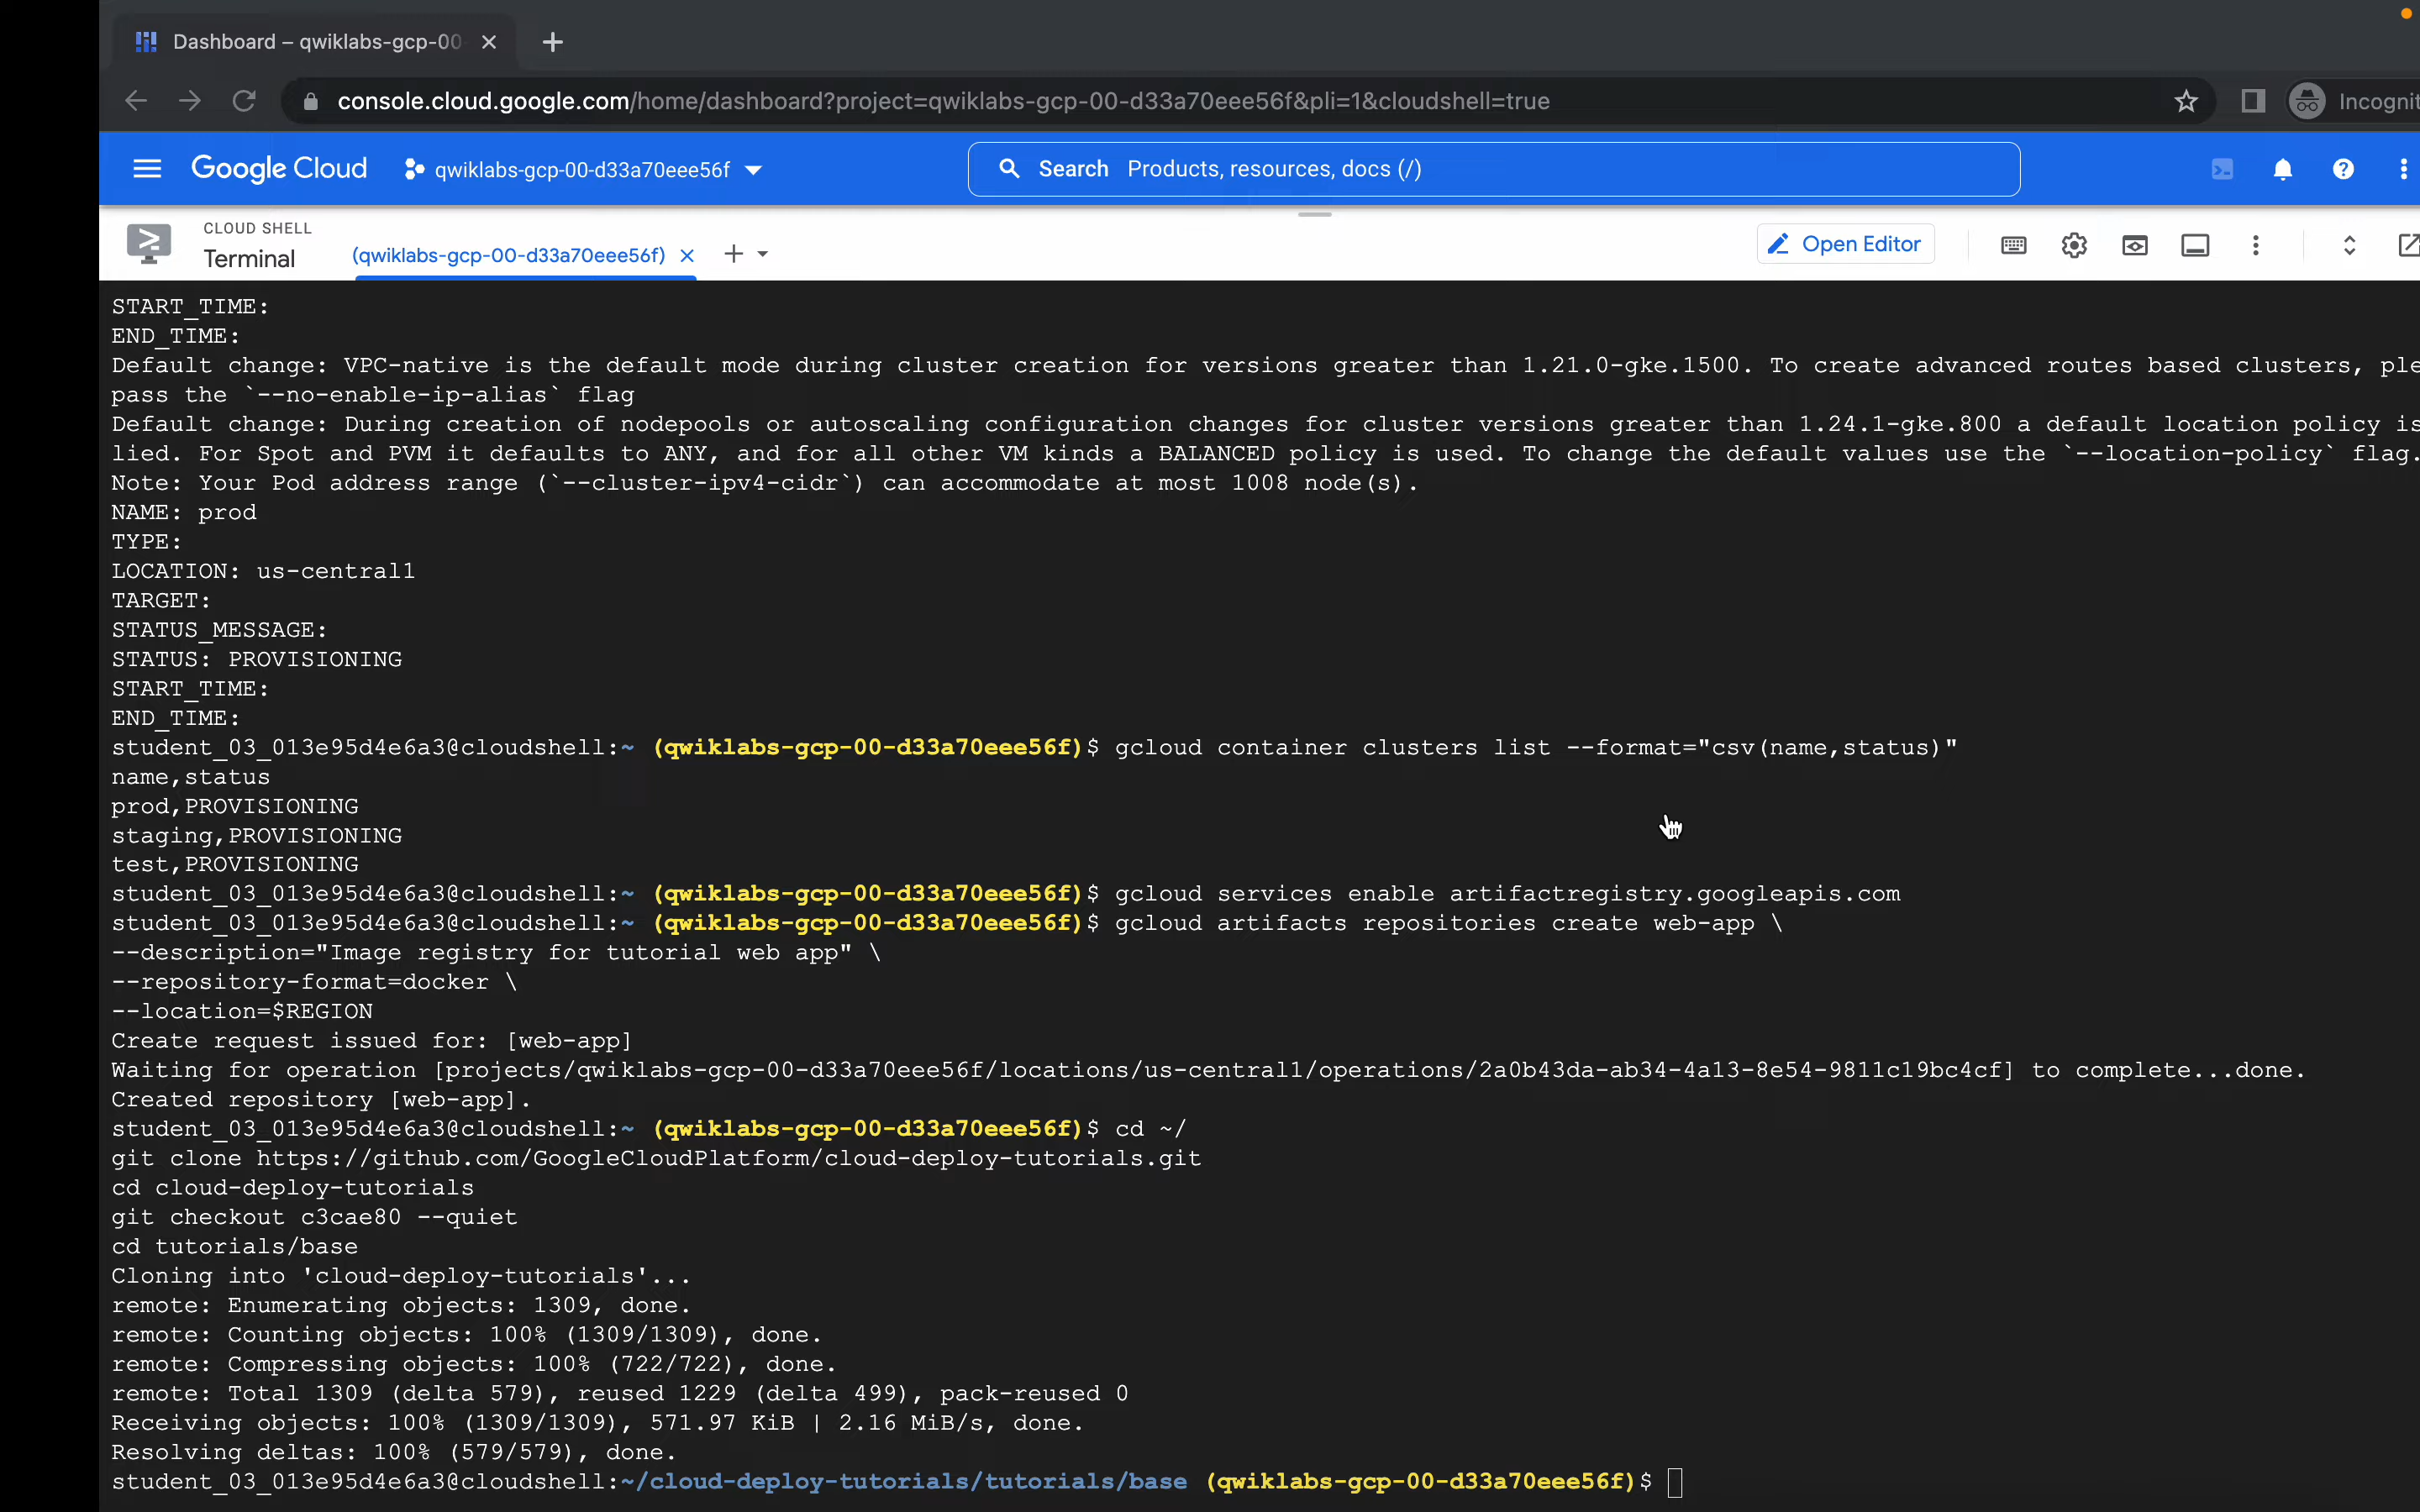 Dashboard – qwiklabs-gcp-00
console.cloud.google.com/home/dashboard?project=qwiklabs-gcp-00-d33a70eee56f&pli=1&cloudshell=true
Incognit
Google Cloud
qwiklabs-gcp-00-d33a70eee56f
Search Products, resources, docs (/)
CLOUD SHELL
Terminal
(qwiklabs-gcp-00-d33a70eee56f)
Open Editor
START_TIME:
END_TIME:
Default change: VPC-native is the default mode during cluster creation for versions greater than 1.21.0-gke.1500. To create advanced routes based clusters, ple
pass the `--no-enable-ip-alias` flag
Default change: During creation of nodepools or autoscaling configuration changes for cluster versions greater than 1.24.1-gke.800 a default location policy is
lied. For Spot and PVM it defaults to ANY, and for all other VM kinds a BALANCED policy is used. To change the default values use the `--location-policy` flag.
Note: Your Pod address range (`--cluster-ipv4-cidr`) can accommodate at most 1008 node(s).
NAME: prod
TYPE:
LOCATION: us-central1
TARGET:
STATUS_MESSAGE:
STATUS: PROVISIONING
START_TIME:
END_TIME:
student_03_013e95d4e6a3@cloudshell:~ (qwiklabs-gcp-00-d33a70eee56f)$ gcloud container clusters list --format="csv(name,status)"
name,status
prod,PROVISIONING
staging,PROVISIONING
test,PROVISIONING
student_03_013e95d4e6a3@cloudshell:~ (qwiklabs-gcp-00-d33a70eee56f)$ gcloud services enable artifactregistry.googleapis.com
student_03_013e95d4e6a3@cloudshell:~ (qwiklabs-gcp-00-d33a70eee56f)$ gcloud artifacts repositories create web-app \
--description="Image registry for tutorial web app" \
--repository-format=docker \
--location=$REGION
Create request issued for: [web-app]
Waiting for operation [projects/qwiklabs-gcp-00-d33a70eee56f/locations/us-central1/operations/2a0b43da-ab34-4a13-8e54-9811c19bc4cf] to complete...done.
Created repository [web-app].
student_03_013e95d4e6a3@cloudshell:~ (qwiklabs-gcp-00-d33a70eee56f)$ cd ~/
git clone https://github.com/GoogleCloudPlatform/cloud-deploy-tutorials.git
cd cloud-deploy-tutorials
git checkout c3cae80 --quiet
cd tutorials/base
Cloning into 'cloud-deploy-tutorials'...
remote: Enumerating objects: 1309, done.
remote: Counting objects: 100% (1309/1309), done.
remote: Compressing objects: 100% (722/722), done.
remote: Total 1309 (delta 579), reused 1229 (delta 499), pack-reused 0
Receiving objects: 100% (1309/1309), 571.97 KiB | 2.16 MiB/s, done.
Resolving deltas: 100% (579/579), done.
student_03_013e95d4e6a3@cloudshell:~/cloud-deploy-tutorials/tutorials/base (qwiklabs-gcp-00-d33a70eee56f)$